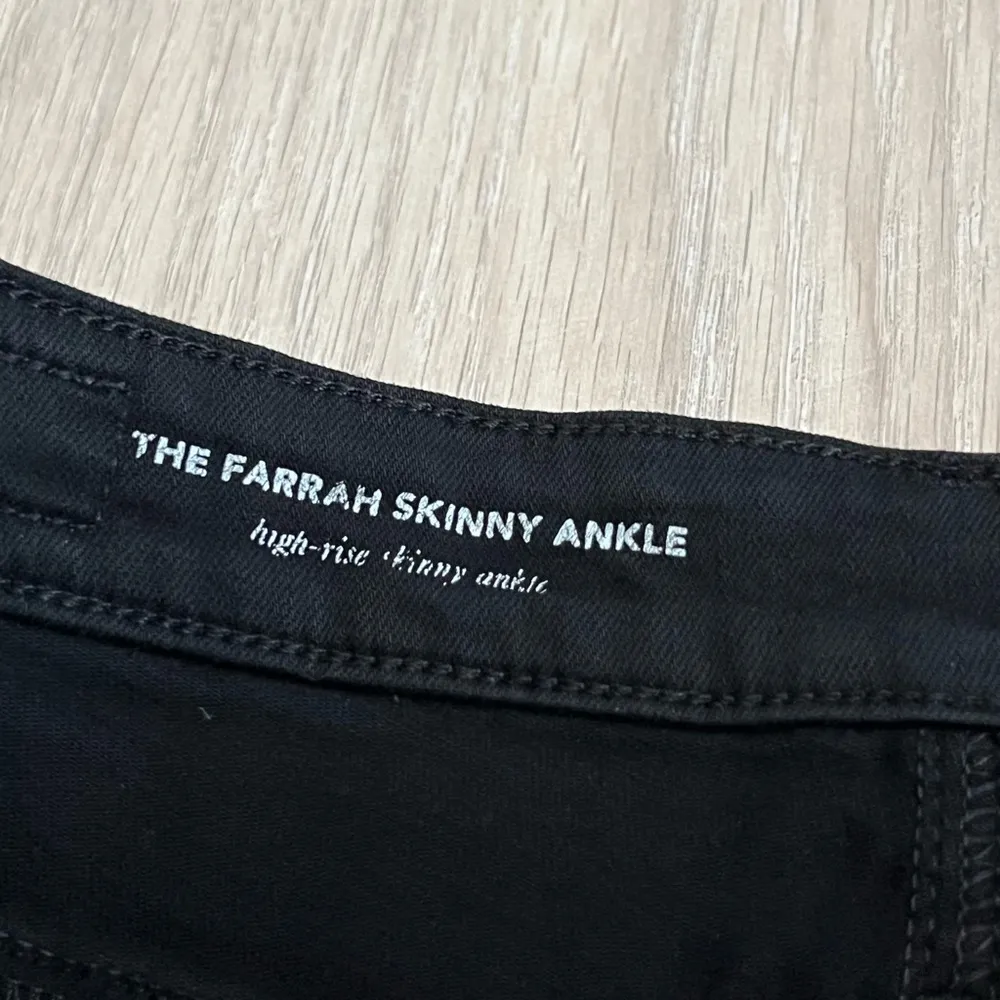 THE FARRAH SKINNY ANKLE
high-rise skinny ankle